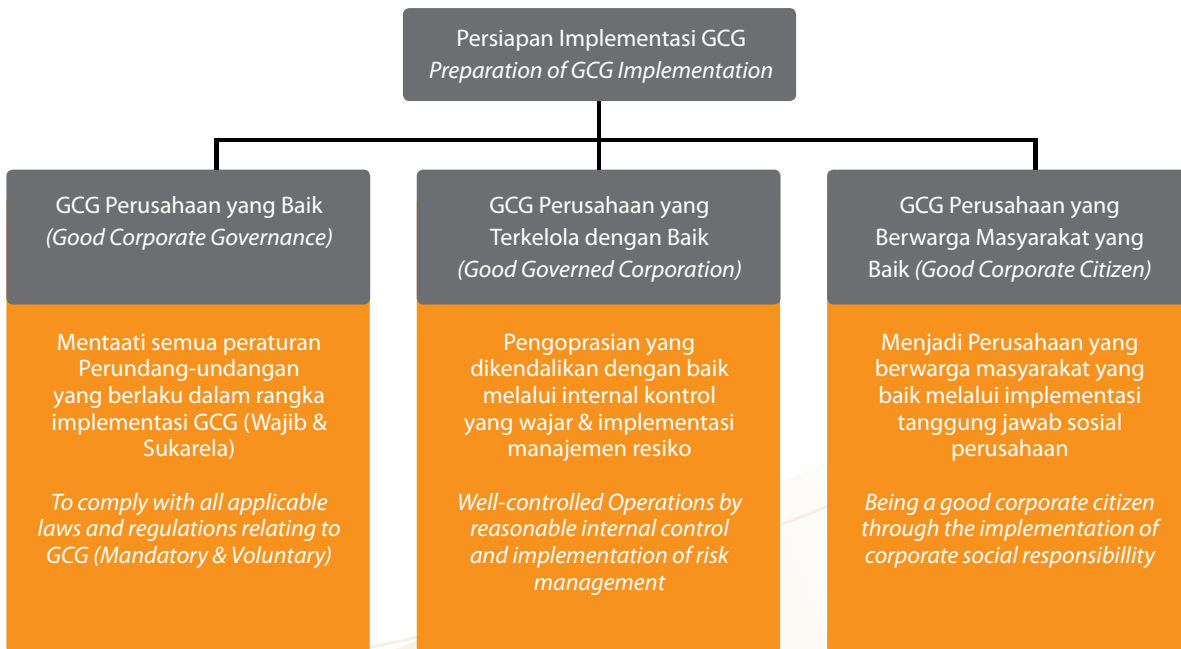 Persiapan Implementasi GCG
Preparation of GCG Implementation
GCG Perusahaan yang Baik
(Good Corporate Governance)
Mentaati semua peraturan
Perundang-undangan
yang berlaku dalam rangka
implementasi GCG (Wajib &
Sukarela)
To comply with all applicable
laws and regulations relating to
GCG (Mandatory & Voluntary)
GCG Perusahaan yang
Terkelola dengan Baik
(Good Governed Corporation)
Pengoprasian yang
dikendalikan dengan baik
melalui internal kontrol
yang wajar & implementasi
manajemen resiko
Well-controlled Operations by
reasonable internal control
and implementation of risk
management
GCG Perusahaan yang
Berwarga Masyarakat yang
Baik (Good Corporate Citizen)
Menjadi Perusahaan yang
berwarga masyarakat yang
baik melalui implementasi
tanggung jawab sosial
perusahaan
Being a good corporate citizen
through the implementation of
corporate social responsibillity